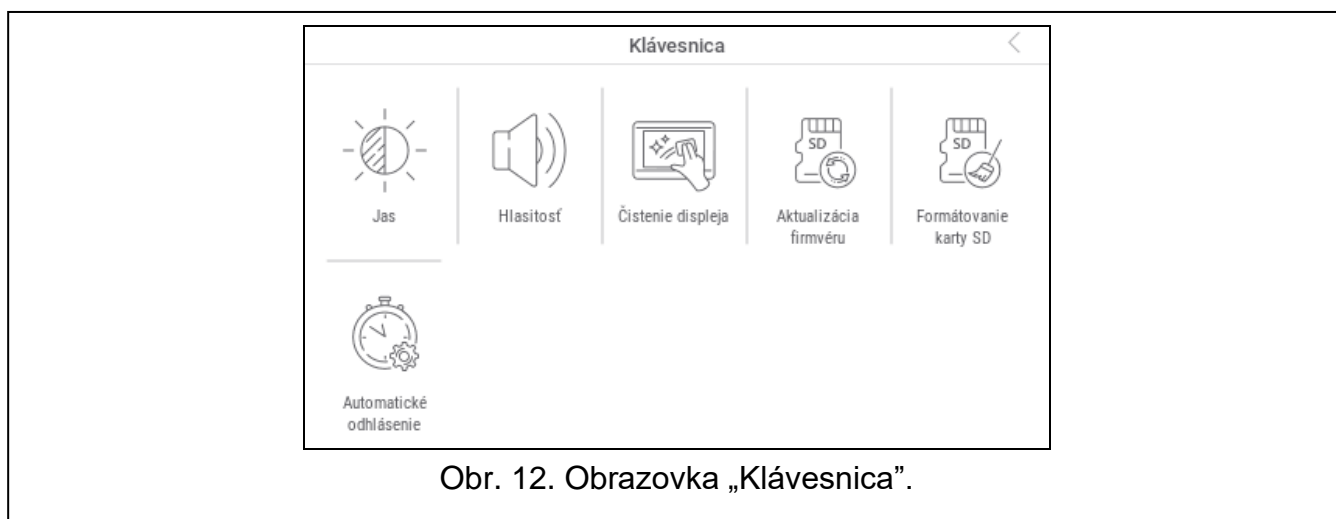 Klávesnica
Jas
Hlasitosť
Čistenie displeja
Aktualizácia
firmvéru
SD
Formátovanie
karty SD
SD
Automatické
odhlásenie
Obr. 12. Obrazovka „Klávesnica”.